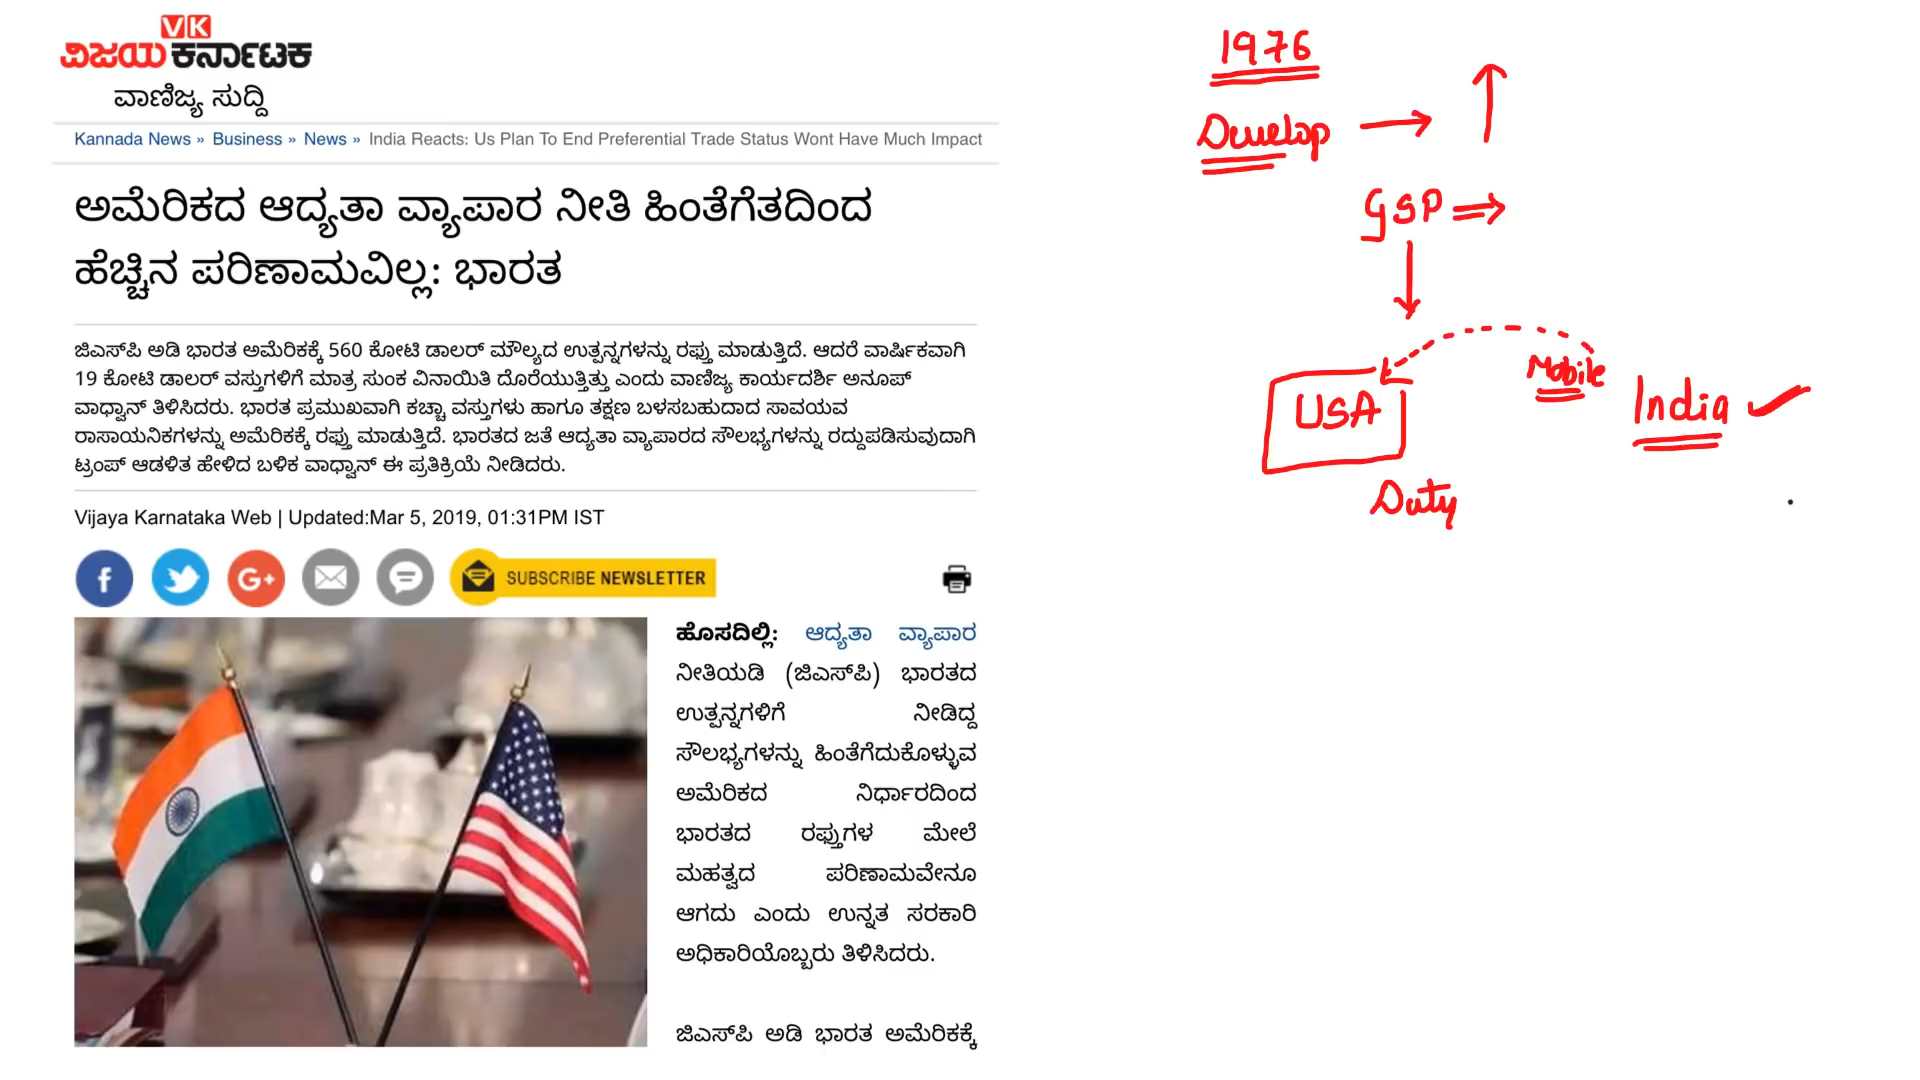 VK
ವಿಜಯ ಕರ್ನಾಟಕ
ವಾಣಿಜ್ಯ ಸುದ್ದಿ
Kannada News » Business » News » India Reacts: Us Plan To End Preferential Trade Status Wont Have Much Impact
ಅಮೆರಿಕದ ಆದ್ಯತಾ ವ್ಯಾಪಾರ ನೀತಿ ಹಿಂತೆಗೆತದಿಂದ
ಹೆಚ್ಚಿನ ಪರಿಣಾಮವಿಲ್ಲ: ಭಾರತ
ಜಿಎಸ್‌ಪಿ ಅಡಿ ಭಾರತ ಅಮೆರಿಕಕ್ಕೆ 560 ಕೋಟಿ ಡಾಲರ್ ಮೌಲ್ಯದ ಉತ್ಪನ್ನಗಳನ್ನು ರಫ್ತು ಮಾಡುತ್ತಿದೆ. ಆದರೆ ವಾರ್ಷಿಕವಾಗಿ
19 ಕೋಟಿ ಡಾಲರ್ ವಸ್ತುಗಳಿಗೆ ಮಾತ್ರ ಸುಂಕ ವಿನಾಯಿತಿ ದೊರೆಯುತ್ತಿತ್ತು ಎಂದು ವಾಣಿಜ್ಯ ಕಾರ್ಯದರ್ಶಿ ಅನೂಪ್
ವಾಧ್ವಾನ್ ತಿಳಿಸಿದರು. ಭಾರತ ಪ್ರಮುಖವಾಗಿ ಕಚ್ಚಾ ವಸ್ತುಗಳು ಹಾಗೂ ತಕ್ಷಣ ಬಳಸಬಹುದಾದ ಸಾವಯವ
ರಾಸಾಯನಿಕಗಳನ್ನು ಅಮೆರಿಕಕ್ಕೆ ರಫ್ತು ಮಾಡುತ್ತಿದೆ. ಭಾರತದ ಜತೆ ಆದ್ಯತಾ ವ್ಯಾಪಾರದ ಸೌಲಭ್ಯಗಳನ್ನು ರದ್ದುಪಡಿಸುವುದಾಗಿ
ಟ್ರಂಪ್ ಆಡಳಿತ ಹೇಳಿದ ಬಳಿಕ ವಾಧ್ವಾನ್ ಈ ಪ್ರತಿಕ್ರಿಯೆ ನೀಡಿದರು.
Vijaya Karnataka Web | Updated:Mar 5, 2019, 01:31PM IST
f G+ SUBSCRIBE NEWSLETTER
ಹೊಸದಿಲ್ಲಿ: ಆದ್ಯತಾ ವ್ಯಾಪಾರ
ನೀತಿಯಡಿ (ಜಿಎಸ್‌ಪಿ) ಭಾರತದ
ಉತ್ಪನ್ನಗಳಿಗೆ ನೀಡಿದ್ದ
ಸೌಲಭ್ಯಗಳನ್ನು ಹಿಂತೆಗೆದುಕೊಳ್ಳುವ
ಅಮೆರಿಕದ ನಿರ್ಧಾರದಿಂದ
ಭಾರತದ ರಫ್ತುಗಳ ಮೇಲೆ
ಮಹತ್ವದ ಪರಿಣಾಮವೇನೂ
ಆಗದು ಎಂದು ಉನ್ನತ ಸರಕಾರಿ
ಅಧಿಕಾರಿಯೊಬ್ಬರು ತಿಳಿಸಿದರು.
ಜಿಎಸ್‌ಪಿ ಅಡಿ ಭಾರತ ಅಮೆರಿಕಕ್ಕೆ
1976
Develop
GSP
Mobile
USA
India
Duty